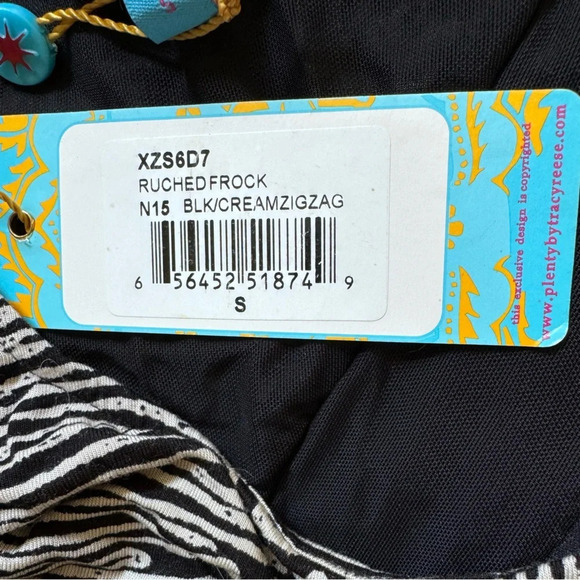 XZS6D7
RUCHEDFROCK
N15 BLK/CREAMZIGZAG
6 56452 51874 9
S
this exclusive design is copyrighted
www.plentybytracyreese.com